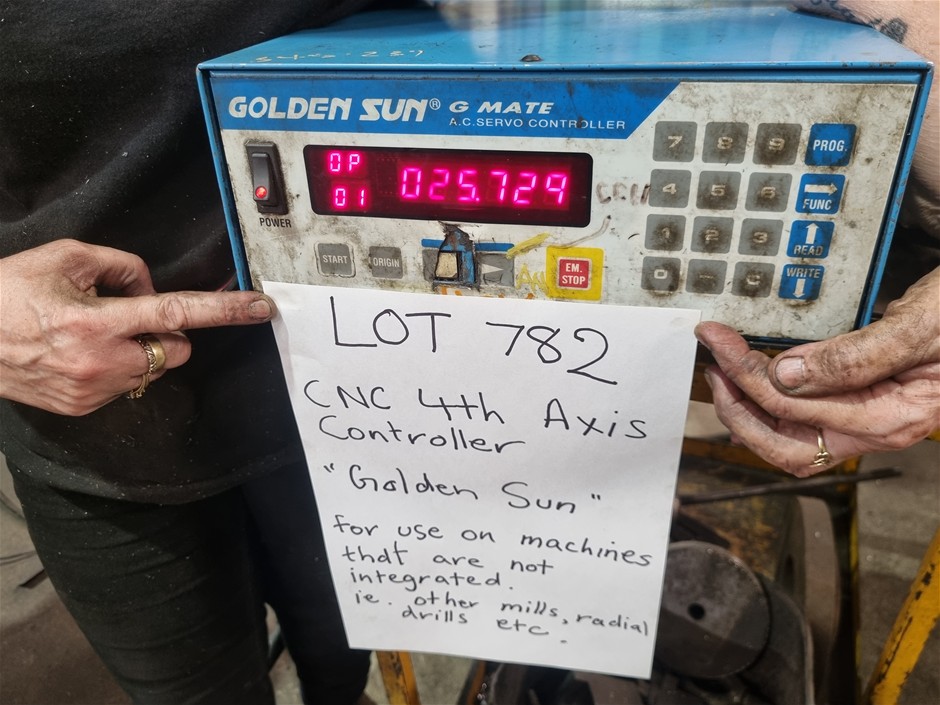 GOLDEN SUN® G MATE
A.C. SERVO CONTROLLER
OP
01
025.729
POWER
START
ORIGIN
EM.
STOP
7 8 9 PROG.
4 5 6 FUNC
1 2 3 READ
0 - WRITE
LOT 782
CNC 4th Axis
Controller
"Golden Sun"
for use on machines
that are not
integrated.
ie. other mills, radial
drills etc.